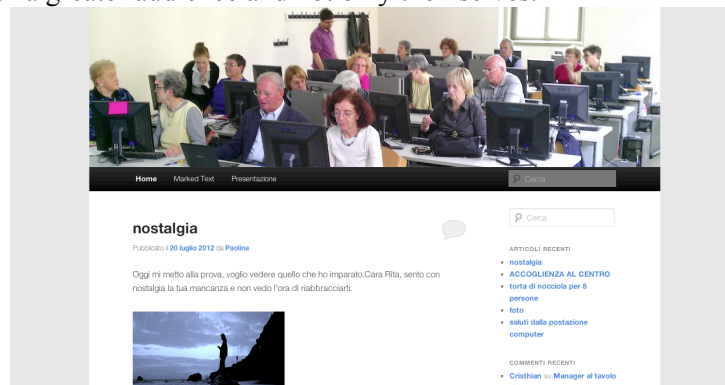 Home Marked Text Presentazione Cerca
nostalgia
Pubblicato il 20 luglio 2012 da Paolina
Oggi mi metto alla prova, voglio vedere quello che ho imparato.Cara Rita, sento con
nostalgia la tua mancanza e non vedo l'ora di riabbracciarti.
Cerca
ARTICOLI RECENTI
nostalgia
ACCOGLIENZA AL CENTRO
torta di nocciola per 8
persone
foto
saluti dalla postazione
computer
COMMENTI RECENTI
Cristhian su Manager al tavolo